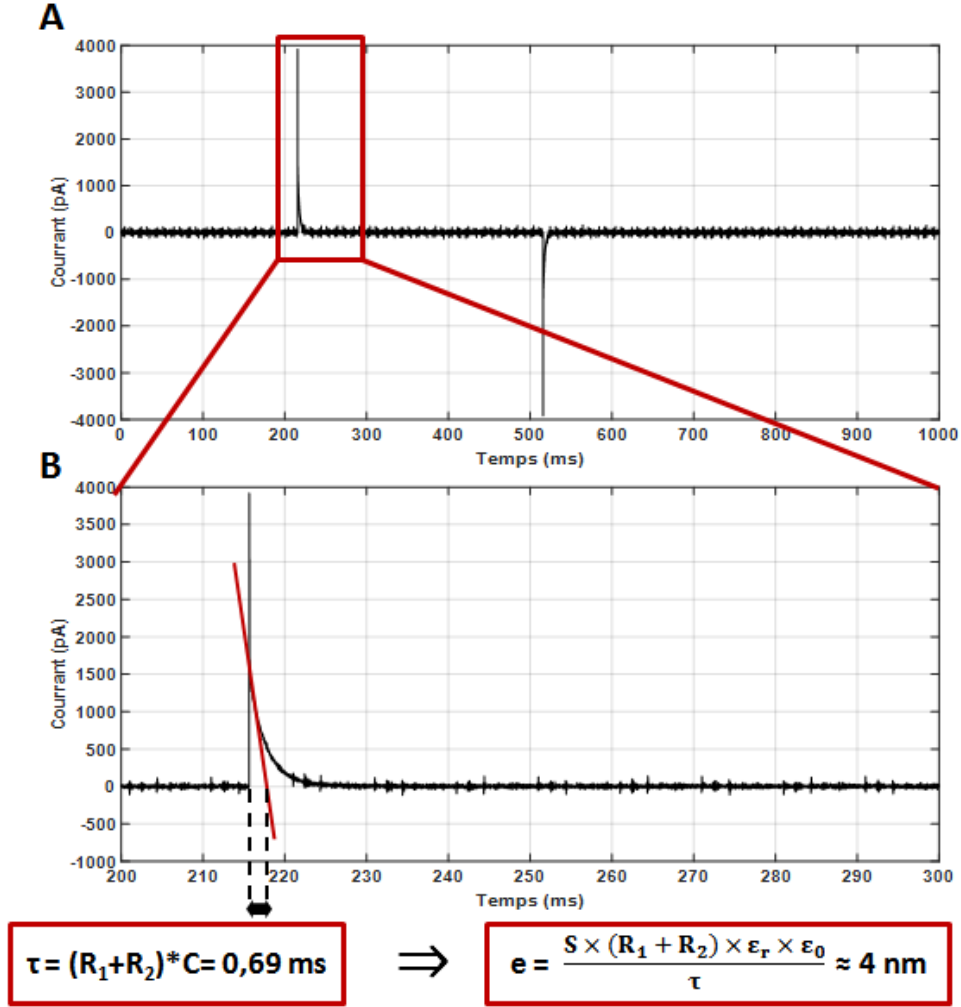 A
4000
3000
2000
1000
0
-1000
-2000
-3000
-4000
Courrant (pA)
0 100 200 300 400 500 600 700 800 900 1000
Temps (ms)
B
4000
3500
3000
2500
2000
1500
1000
500
0
-500
-1000
Courrant (pA)
200 210 220 230 240 250 260 270 280 290 300
Temps (ms)
τ = (R₁+R₂)*C= 0,69 ms ⇒ e = S × (R₁ + R₂) × εᵣ × ε₀ / τ ≈ 4 nm